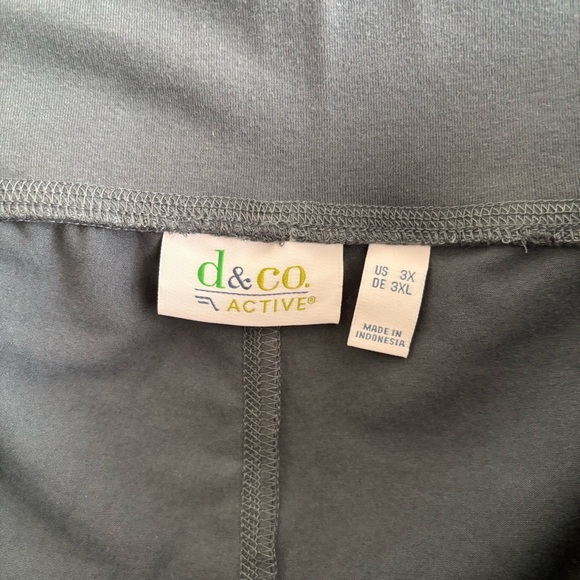 d&co.
ACTIVE®
US 3X
DE 3XL
MADE IN
INDONESIA